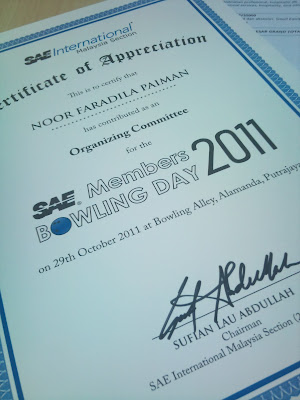 SAE International
Malaysia Section
Certificate of Appreciation
This is to certify that
NOOR FARADILA PAIMAN
has contributed as an
Organizing Committee
for the
SAE Members
BOWLING DAY 2011
on 29th October 2011 at Bowling Alley, Alamanda, Putrajaya
SUFIAN LAU ABDULLAH
Chairman
SAE International Malaysia Section (2